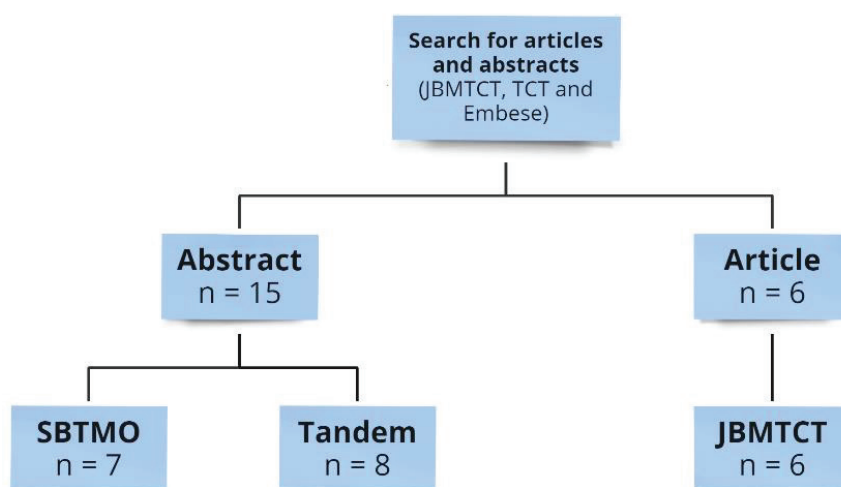 Search for articles
and abstracts
(JBMTCT, TCT and
Embese)
Abstract
n = 15
Article
n = 6
SBTMO
n = 7
Tandem
n = 8
JBMTCT
n = 6